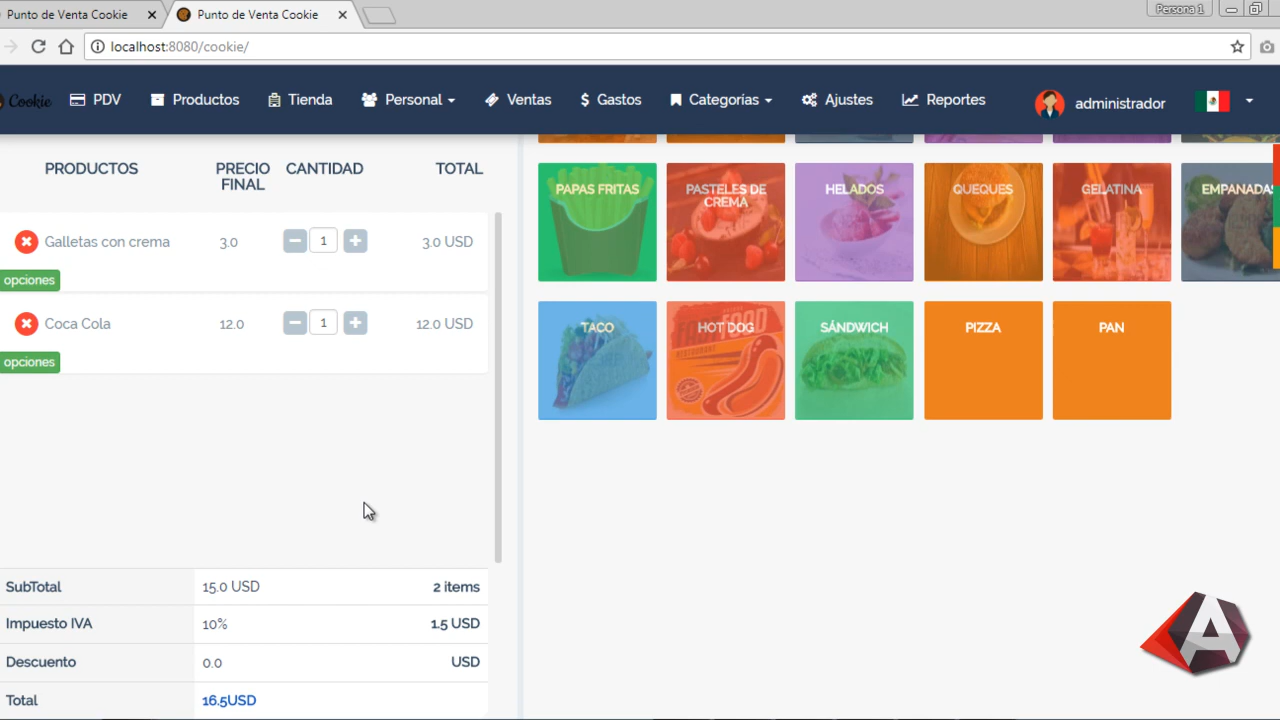 Punto de Venta Cookie
Punto de Venta Cookie
Persona 1
localhost:8080/cookie/
Cookie
PDV
Productos
Tienda
Personal
Ventas
Gastos
Categorías
Ajustes
Reportes
administrador
PRODUCTOS
PRECIO FINAL
CANTIDAD
TOTAL
Galletas con crema
3.0
1
3.0 USD
opciones
Coca Cola
12.0
1
12.0 USD
opciones
SubTotal
15.0 USD
2 items
Impuesto IVA
10%
1.5 USD
Descuento
0.0
USD
Total
16.5USD
PAPAS FRITAS
PASTELES DE
CREMA
HELADOS
QUEQUES
GELATINA
EMPANADAS
TACO
HOT DOG
SÁNDWICH
PIZZA
PAN
FAST FOOD
RESTAURANT
A